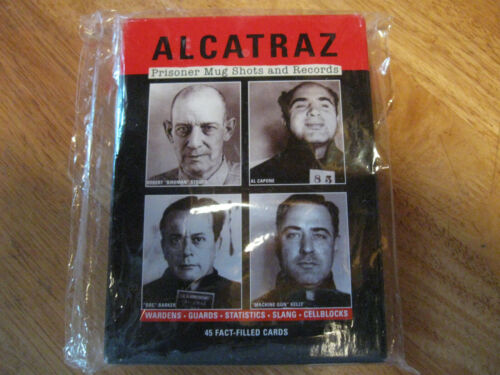 ALCATRAZ
Prisoner Mug Shots and Records
ROBERT "BIRDMAN" STROUD
AL CAPONE
85
"DOC" BARKER
"MACHINE GUN" KELLY
WARDENS • GUARDS • STATISTICS • SLANG • CELLBLOCKS
45 FACT-FILLED CARDS